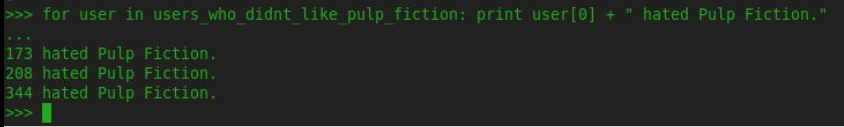 >>> for user in users_who_didnt_like_pulp_fiction: print user[0] + " hated Pulp Fiction."
...
173 hated Pulp Fiction.
208 hated Pulp Fiction.
344 hated Pulp Fiction.
>>>